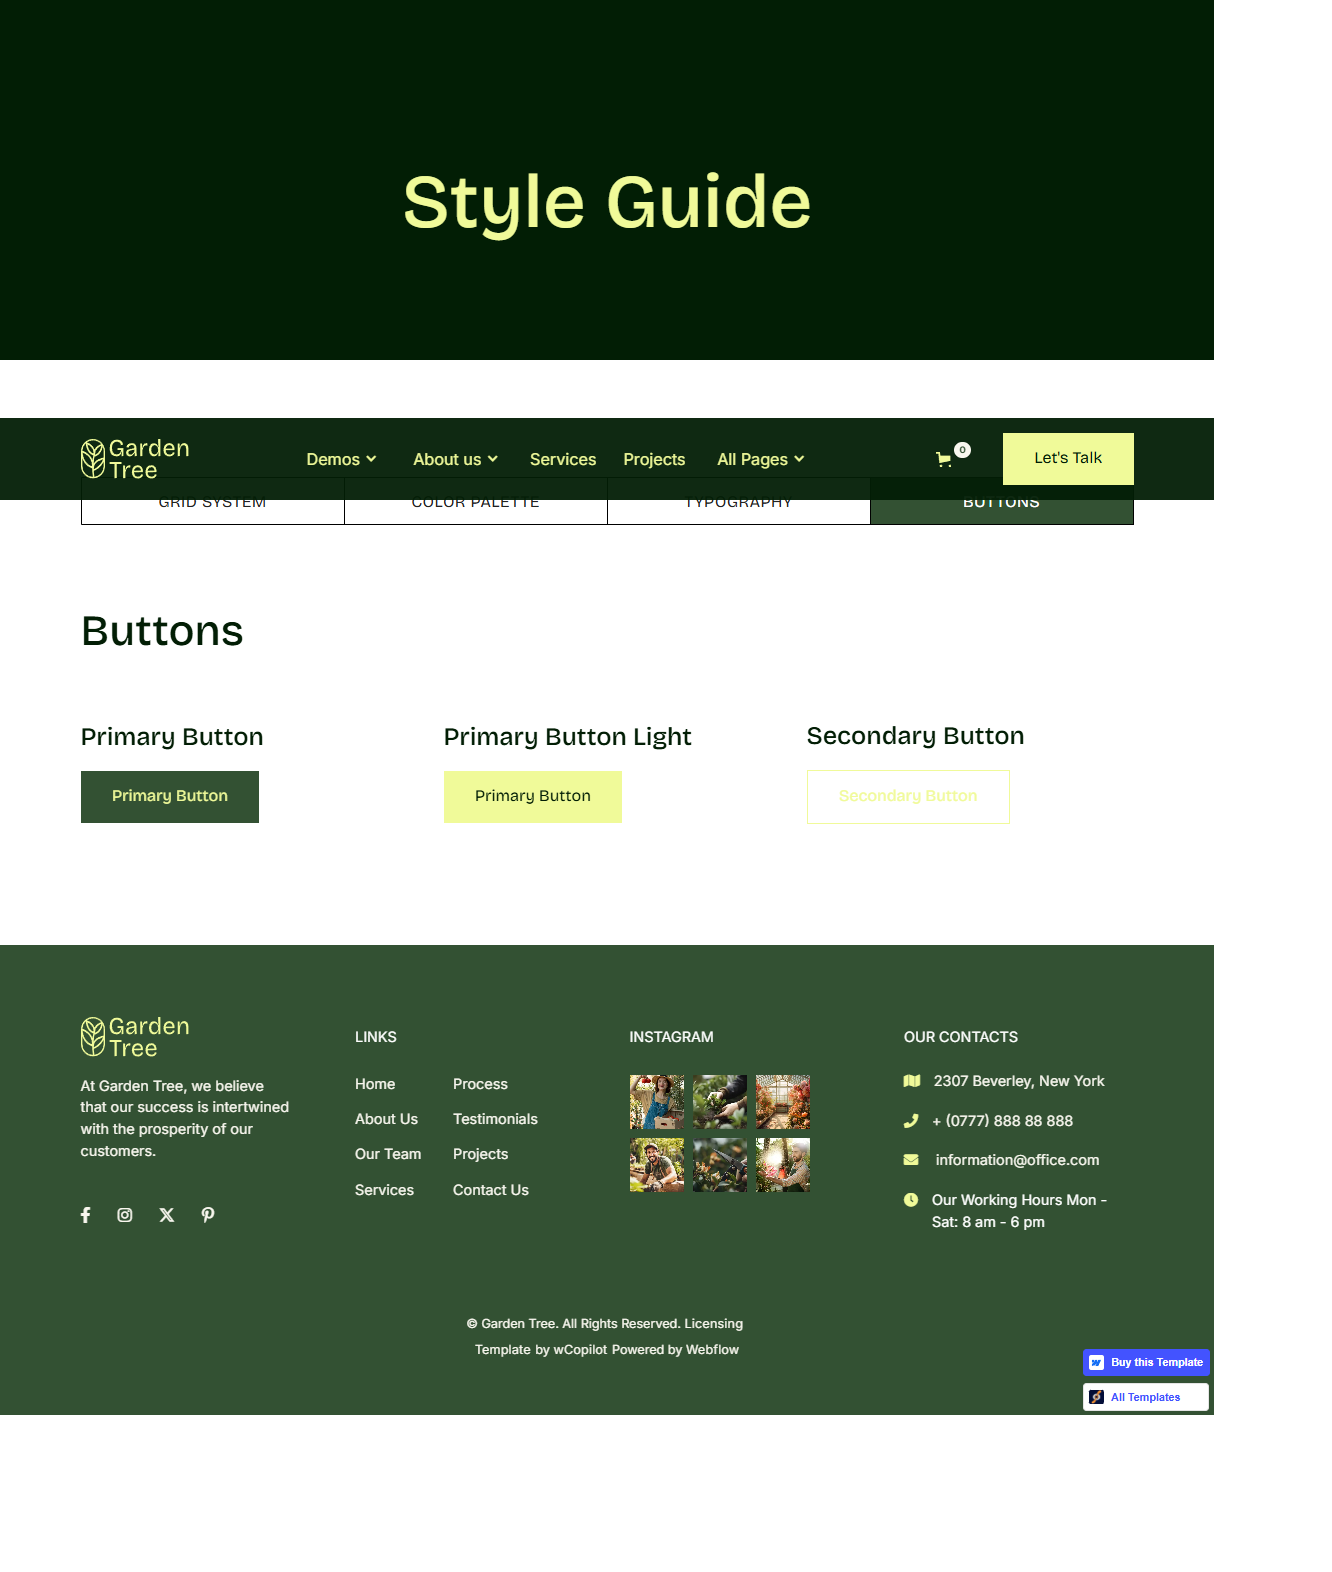 Style Guide
Garden
Tree
Demos
About us
Services
Projects
All Pages
0
Let's Talk
GRID SYSTEM
COLOR PALETTE
TYPOGRAPHY
BUTTONS
Buttons
Primary Button
Primary Button
Primary Button Light
Primary Button
Secondary Button
Secondary Button
Garden
Tree
At Garden Tree, we believe
that our success is intertwined
with the prosperity of our
customers.
LINKS
Home
About Us
Our Team
Services
Process
Testimonials
Projects
Contact Us
INSTAGRAM
OUR CONTACTS
2307 Beverley, New York
+ (0777) 888 88 888
information@office.com
Our Working Hours Mon -
Sat: 8 am - 6 pm
© Garden Tree. All Rights Reserved. Licensing
Template by wCopilot Powered by Webflow
Buy this Template
All Templates